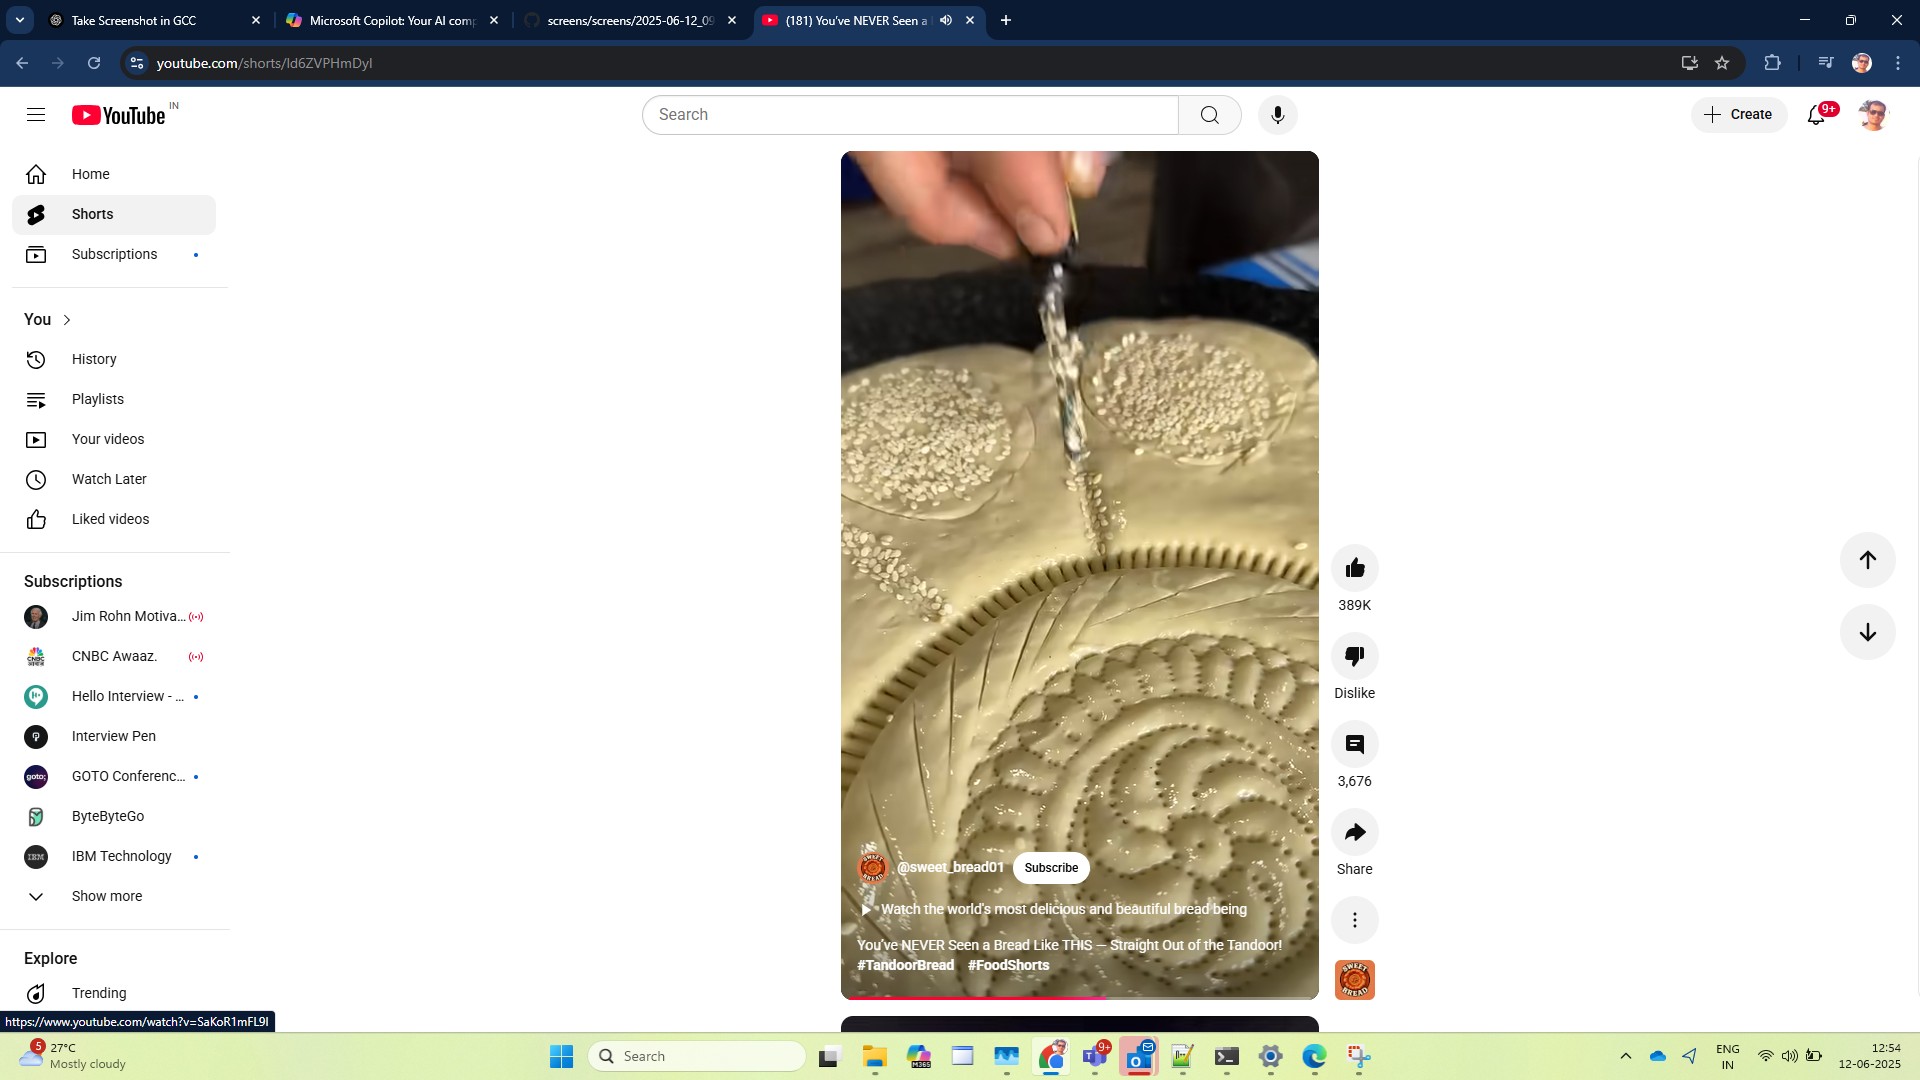 Take Screenshot in GCC
Microsoft Copilot: Your AI comp
screens/screens/2025-06-12_09
(181) You've NEVER Seen a
youtube.com/shorts/Id6ZVPHmDyI
YouTube IN
Search
Create
9+
Home
Shorts
Subscriptions
You
History
Playlists
Your videos
Watch Later
Liked videos
Subscriptions
Jim Rohn Motiva...
CNBC Awaaz.
Hello Interview - ...
Interview Pen
GOTO Conferenc...
ByteByteGo
IBM Technology
Show more
Explore
Trending
https://www.youtube.com/watch?v=SaKoR1mFL9I
@sweet_bread01 Subscribe
Watch the world's most delicious and beautiful bread being
You've NEVER Seen a Bread Like THIS — Straight Out of the Tandoor!
#TandoorBread #FoodShorts
389K
Dislike
3,676
Share
SWEET
BREAD
5
27°C
Mostly cloudy
Search
M365
9+
ENG
IN
12:54
12-06-2025